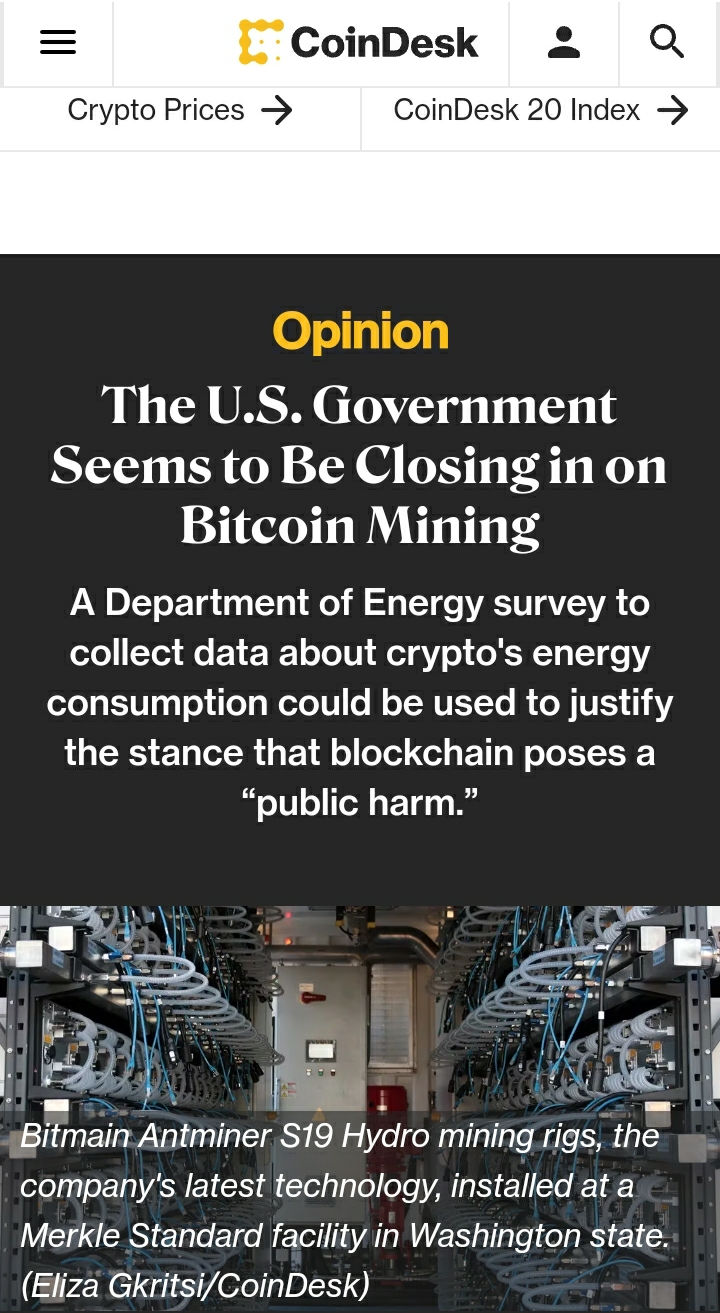 CoinDesk
Crypto Prices
CoinDesk 20 Index
Opinion
The U.S. Government
Seems to Be Closing in on
Bitcoin Mining
A Department of Energy survey to
collect data about crypto's energy
consumption could be used to justify
the stance that blockchain poses a
“public harm.”
Bitmain Antminer S19 Hydro mining rigs, the
company's latest technology, installed at a
Merkle Standard facility in Washington state.
(Eliza Gkritsi/CoinDesk)